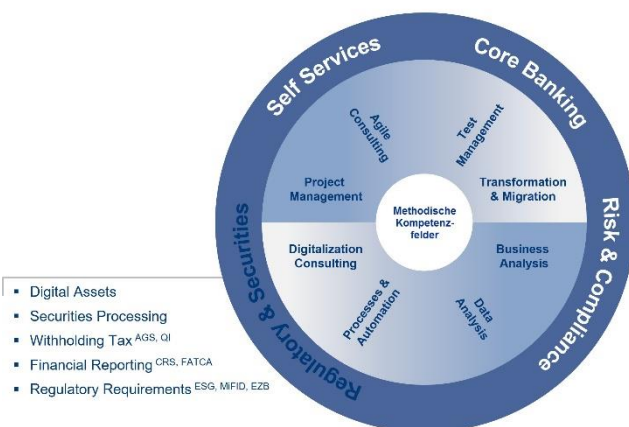 Self Services
Core Banking
Risk & Compliance
Regulatory & Securities
Agile
Consulting
Test
Management
Project
Management
Transformation
& Migration
Methodische
Kompetenz-
felder
Digitalization
Consulting
Business
Analysis
Processes &
Automation
Data
Analysis
▪ Digital Assets
▪ Securities Processing
▪ Withholding Tax AGS, QI
▪ Financial Reporting CRS, FATCA
▪ Regulatory Requirements ESG, MiFID, EZB